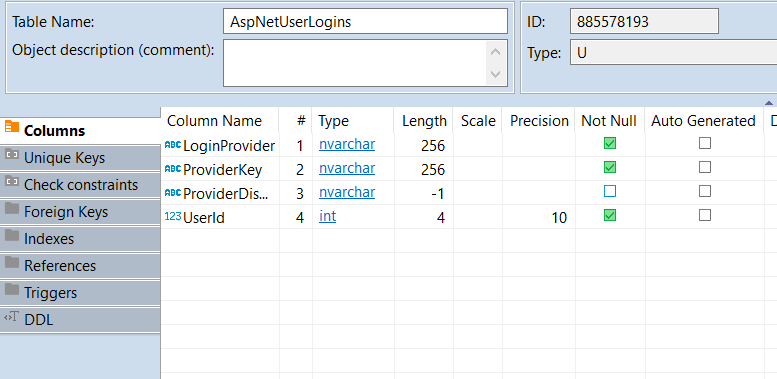 Table Name: AspNetUserLogins ID: 885578193
Object description (comment): Type: U
Columns
Unique Keys
Check constraints
Foreign Keys
Indexes
References
Triggers
DDL
Column Name # Type Length Scale Precision Not Null Auto Generated D
ABC LoginProvider 1 nvarchar 256
ABC ProviderKey 2 nvarchar 256
ABC ProviderDis... 3 nvarchar -1
123 UserId 4 int 4 10